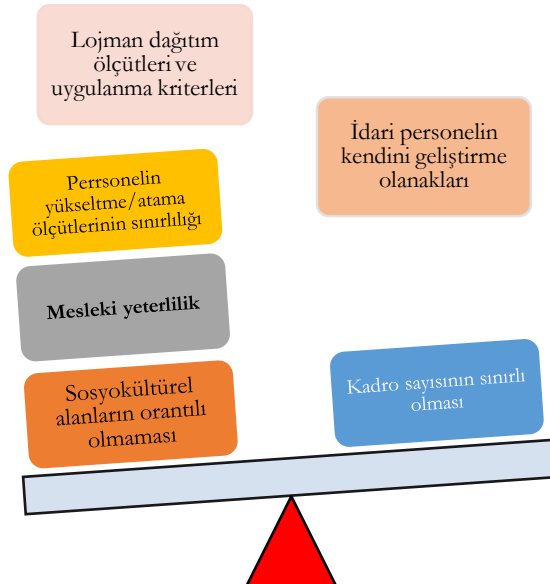 Lojman dağıtım
ölçütleri ve
uygulanma kriterleri
İdari personelin
kendini geliştirme
olanakları
Perrsonelin
yükseltme/atama
ölçütlerinin sınırlılığı
Mesleki yeterlilik
Sosyokültürel
alanların orantılı
olmaması
Kadro sayısının sınırlı
olması